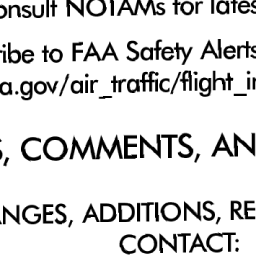 onsult NOTAMs for lates
ribe to FAA Safety Alerts
a.gov/air_traffic/flight_i
S, COMMENTS, AN
ANGES, ADDITIONS, RE
CONTACT: